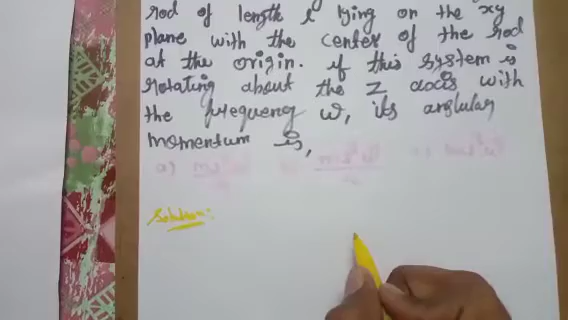 rod of length l lying on the xy
plane with the center of the rod
at the origin. if this system is
rotating about the Z axis with
the frequency ω, its anglular
momentum is,
Solution: